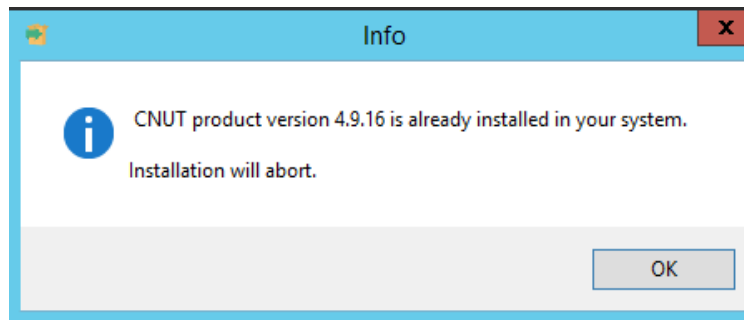 Info
x
CNUT product version 4.9.16 is already installed in your system.
Installation will abort.
OK